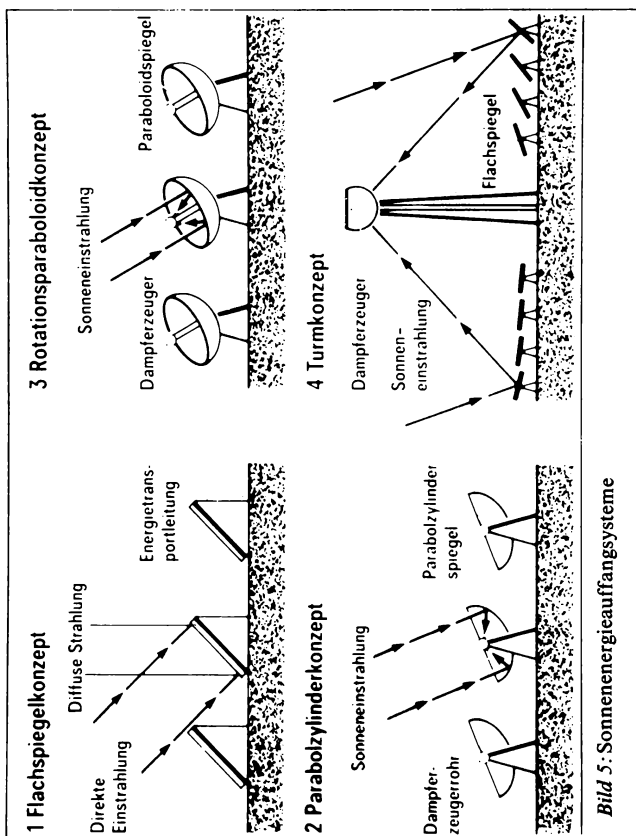 1 Flachspiegelkonzept
Diffuse Strahlung
Direkte
Einstrahlung
Energietrans-
portleitung
2 Parabolzylinderkonzept
Sonneneinstrahlung
Dampfer-
zeugerrohr
Parabolzylinder
spiegel
3 Rotationsparaboloidkonzept
Sonneneinstrahlung
Dampferzeuger
Paraboloidspiegel
4 Turmkonzept
Dampferzeuger
Sonnen-
einstrahlung
Flachspiegel
Bild 5: Sonnenenergieauffangsysteme